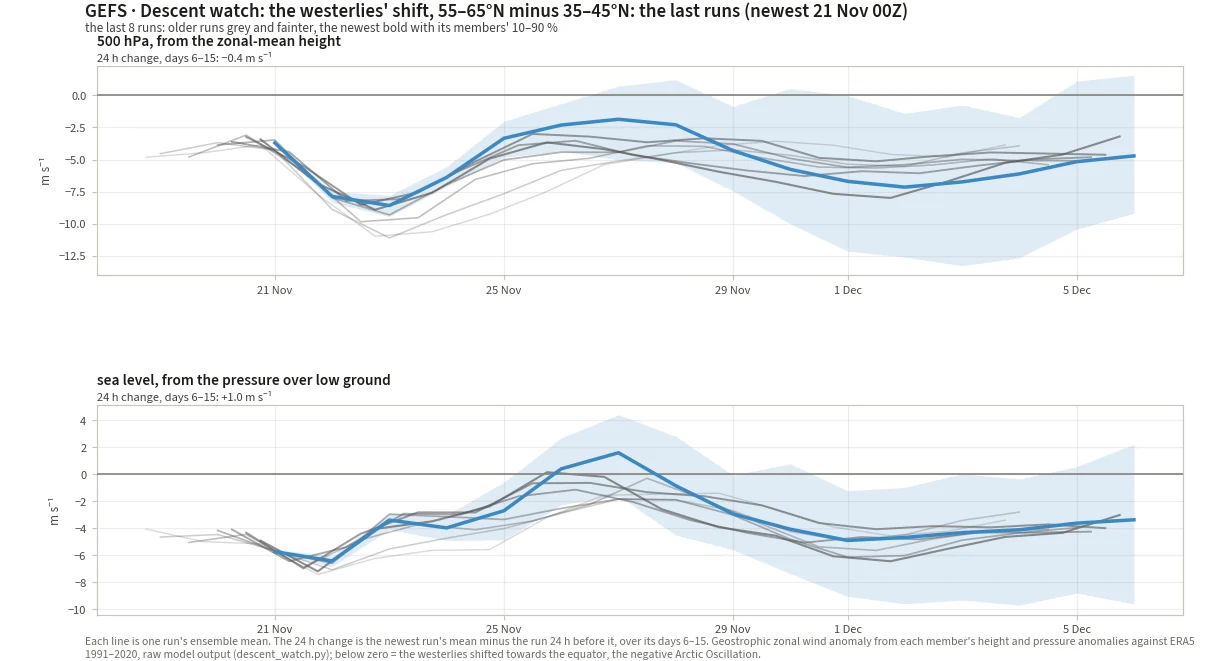 GEFS · Descent watch: the westerlies' shift, 55–65°N minus 35–45°N: the last runs (newest 21 Nov 00Z)
the last 8 runs: older runs grey and fainter, the newest bold with its members' 10–90 %
500 hPa, from the zonal-mean height
24 h change, days 6–15: −0.4 m s⁻¹
0.0
−2.5
−5.0
−7.5
−10.0
−12.5
m s⁻¹
21 Nov
25 Nov
29 Nov
1 Dec
5 Dec
sea level, from the pressure over low ground
24 h change, days 6–15: +1.0 m s⁻¹
4
2
0
−2
−4
−6
−8
−10
m s⁻¹
21 Nov
25 Nov
29 Nov
1 Dec
5 Dec
Each line is one run's ensemble mean. The 24 h change is the newest run's mean minus the run 24 h before it, over its days 6–15. Geostrophic zonal wind anomaly from each member's height and pressure anomalies against ERA5
1991–2020, raw model output (descent_watch.py); below zero = the westerlies shifted towards the equator, the negative Arctic Oscillation.